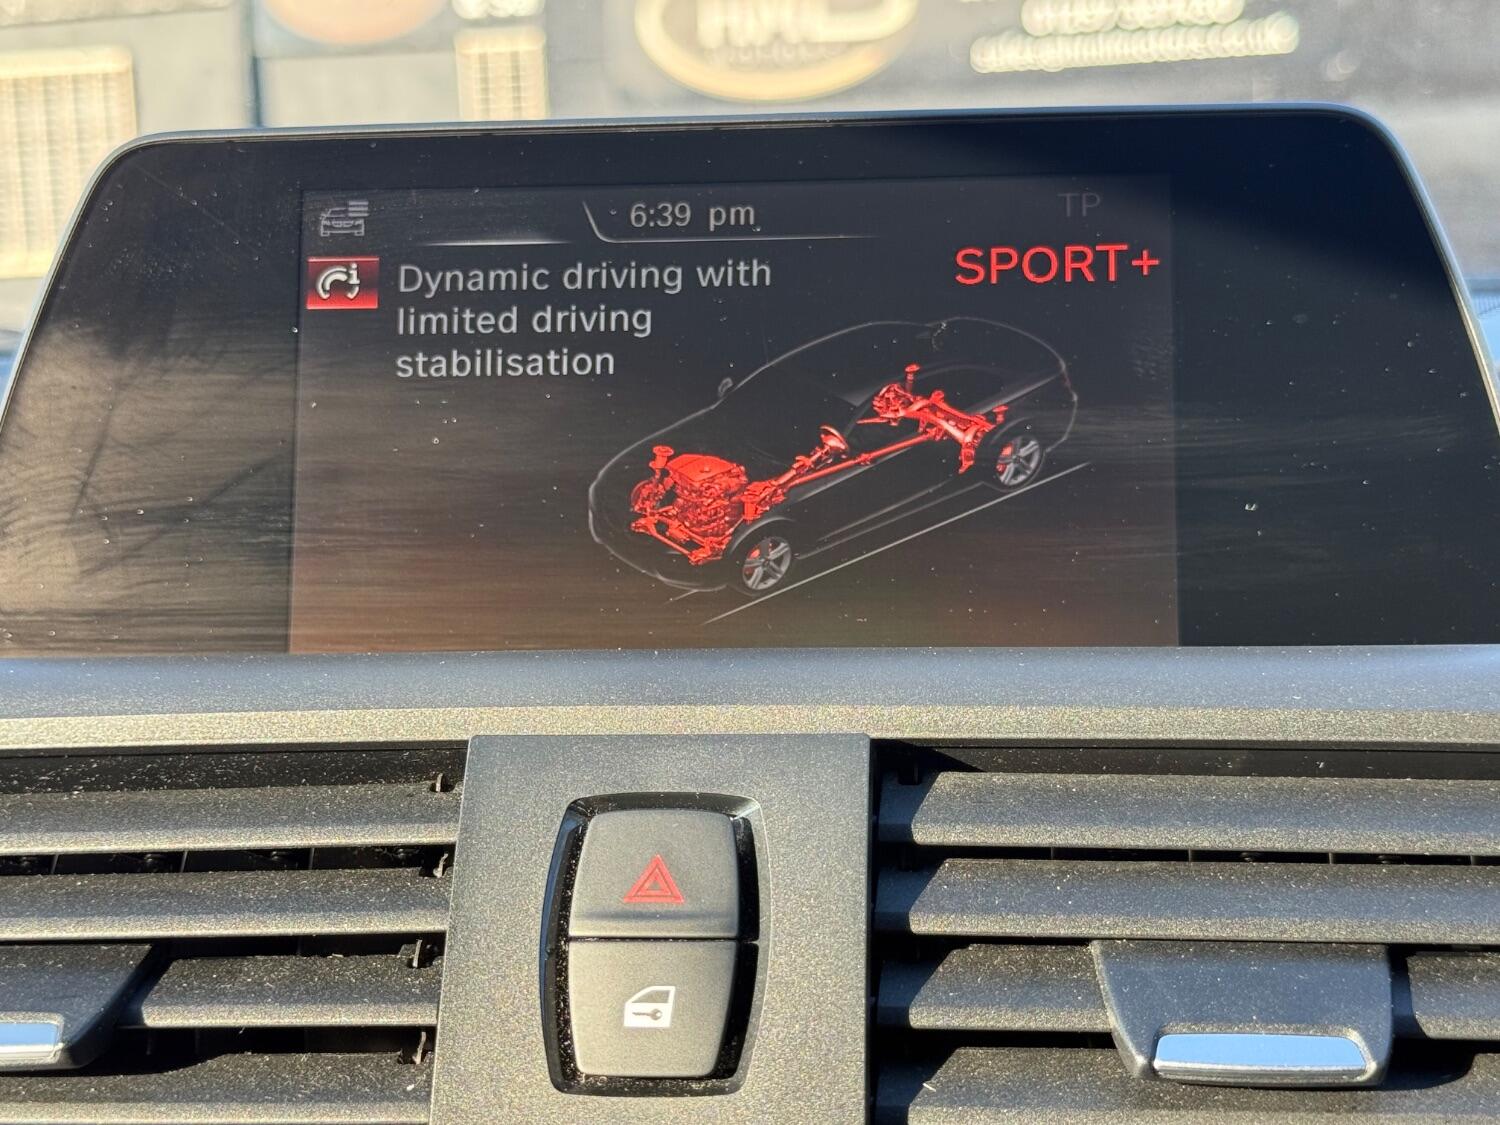 6:39 pm
TP
SPORT+
Dynamic driving with
limited driving
stabilisation